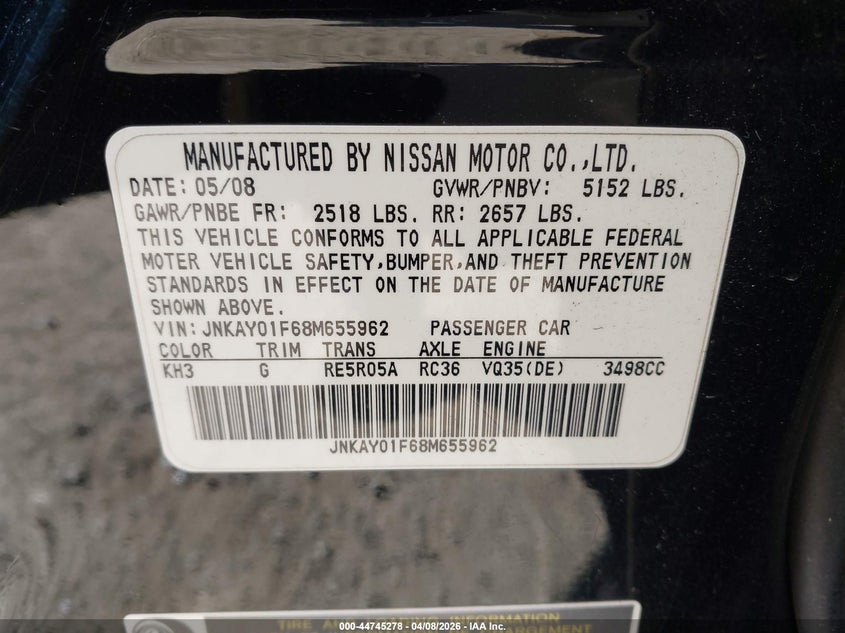 MANUFACTURED BY NISSAN MOTOR CO.,LTD.
DATE: 05/08 GVWR/PNBV: 5152 LBS.
GAWR/PNBE FR: 2518 LBS. RR: 2657 LBS.
THIS VEHICLE CONFORMS TO ALL APPLICABLE FEDERAL
MOTER VEHICLE SAFETY,BUMPER,AND THEFT PREVENTION
STANDARDS IN EFFECT ON THE DATE OF MANUFACTURE
SHOWN ABOVE.
VIN: JNKAY01F68M655962 PASSENGER CAR
COLOR TRIM TRANS AXLE ENGINE
KH3 G RE5R05A RC36 VQ35(DE) 3498CC
JNKAY01F68M655962
TIRE INFORMATION
000-44745278 - 04/08/2026 - IAA Inc.